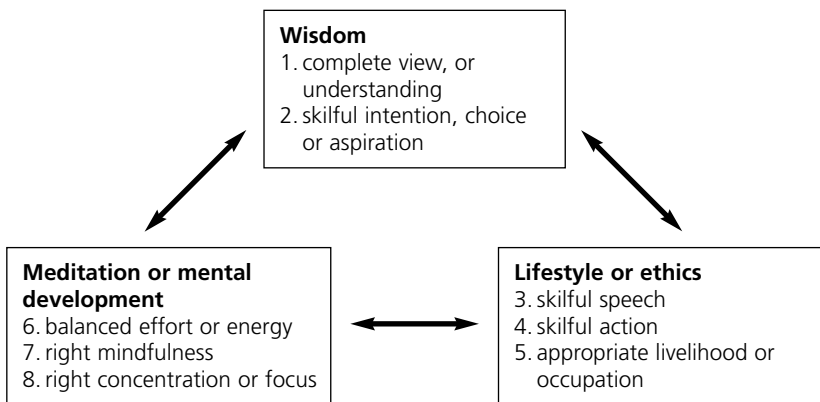 Wisdom
1. complete view, or
understanding
2. skilful intention, choice
or aspiration
Meditation or mental
development
6. balanced effort or energy
7. right mindfulness
8. right concentration or focus
Lifestyle or ethics
3. skilful speech
4. skilful action
5. appropriate livelihood or
occupation